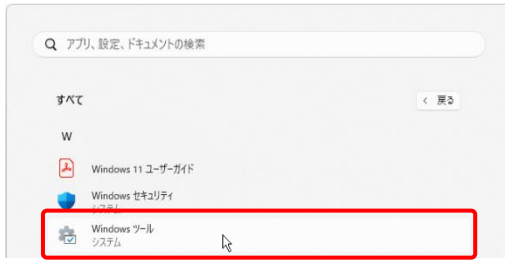 アプリ、設定、ドキュメントの検索
すべて
< 戻る
W
Windows 11 ユーザーガイド
Windows セキュリティ
システム
Windows ツール
システム